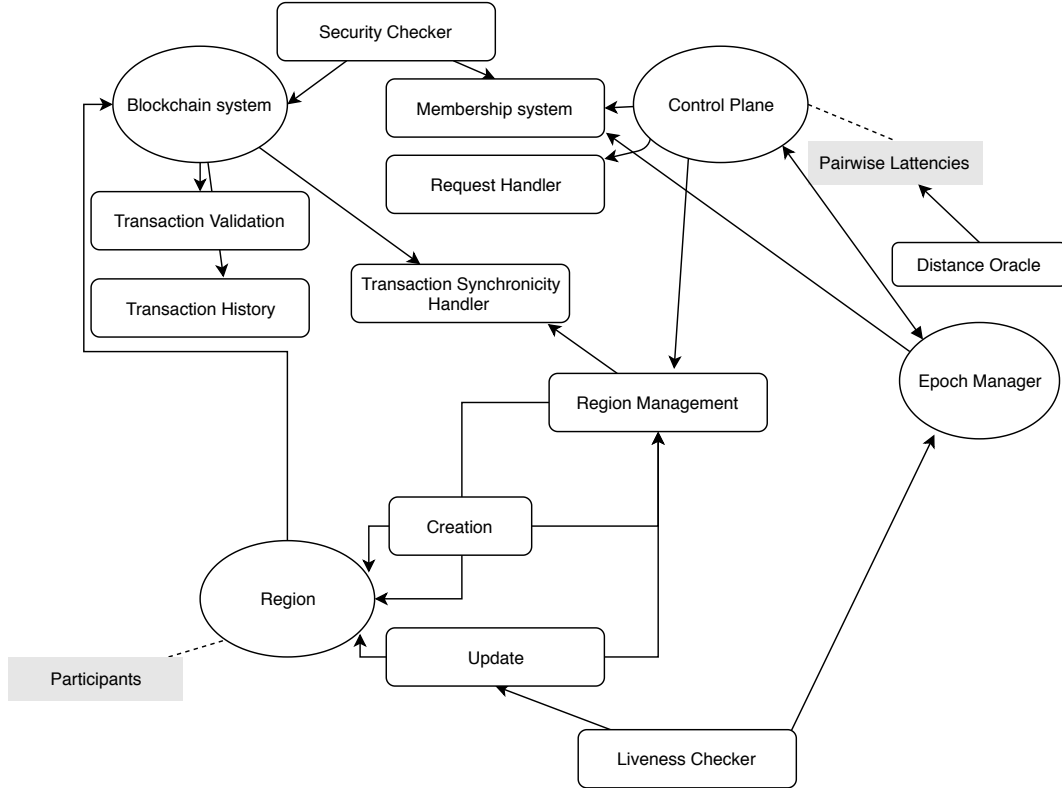 Security Checker
Blockchain system
Membership system
Control Plane
Pairwise Lattencies
Request Handler
Transaction Validation
Distance Oracle
Transaction Synchronicity
Handler
Transaction History
Epoch Manager
Region Management
Creation
Region
Update
Participants
Liveness Checker